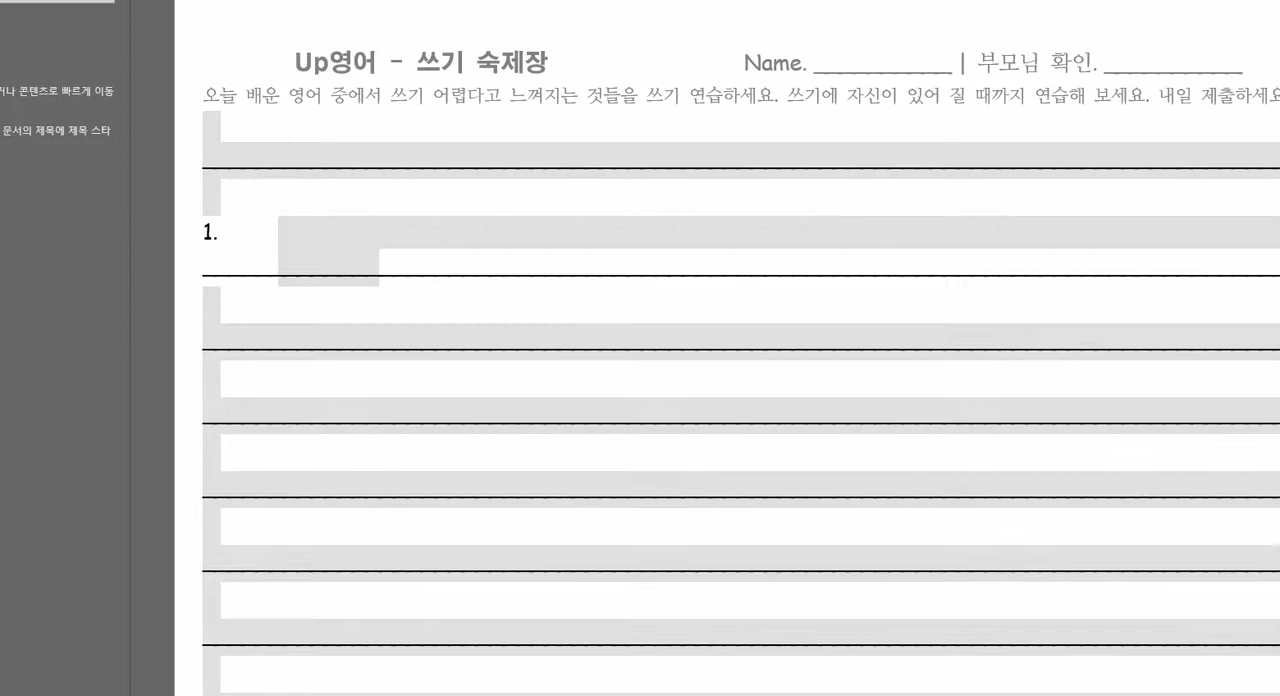 Up영어 - 쓰기 숙제장
Name. ____________ | 부모님 확인. ____________
오늘 배운 영어 중에서 쓰기 어렵다고 느껴지는 것들을 쓰기 연습하세요. 쓰기에 자신이 있어 질 때까지 연습해 보세요. 내일 제출하세요
거나 콘텐츠로 빠르게 이동
문서의 제목에 제목 스타
1.